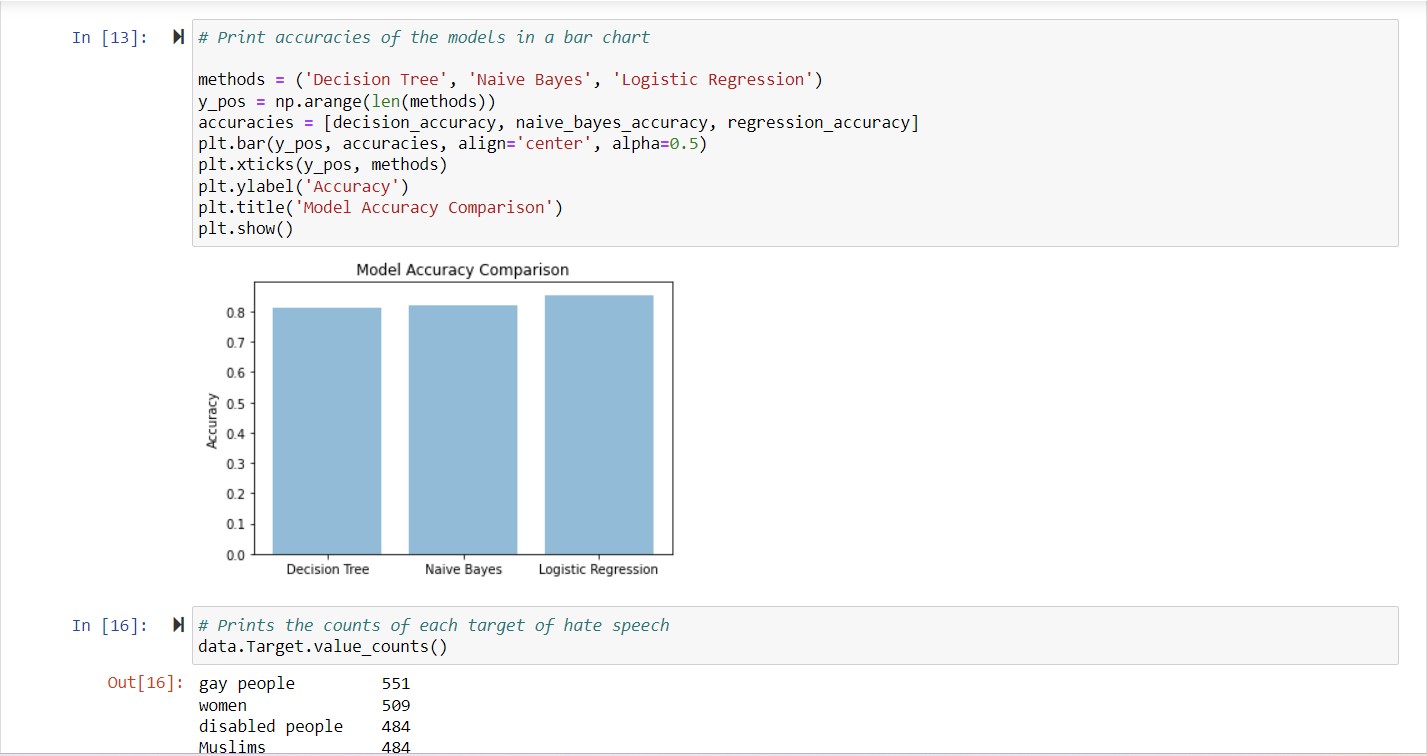 In [13]:
# Print accuracies of the models in a bar chart
methods = ('Decision Tree', 'Naive Bayes', 'Logistic Regression')
y_pos = np.arange(len(methods))
accuracies = [decision_accuracy, naive_bayes_accuracy, regression_accuracy]
plt.bar(y_pos, accuracies, align='center', alpha=0.5)
plt.xticks(y_pos, methods)
plt.ylabel('Accuracy')
plt.title('Model Accuracy Comparison')
plt.show()
Model Accuracy Comparison
0.8
0.7
0.6
0.5
0.4
0.3
0.2
0.1
0.0
Accuracy
Decision Tree Naive Bayes Logistic Regression
In [16]:
# Prints the counts of each target of hate speech
data.Target.value_counts()
Out[16]:
gay people 551
women 509
disabled people 484
Muslims 484